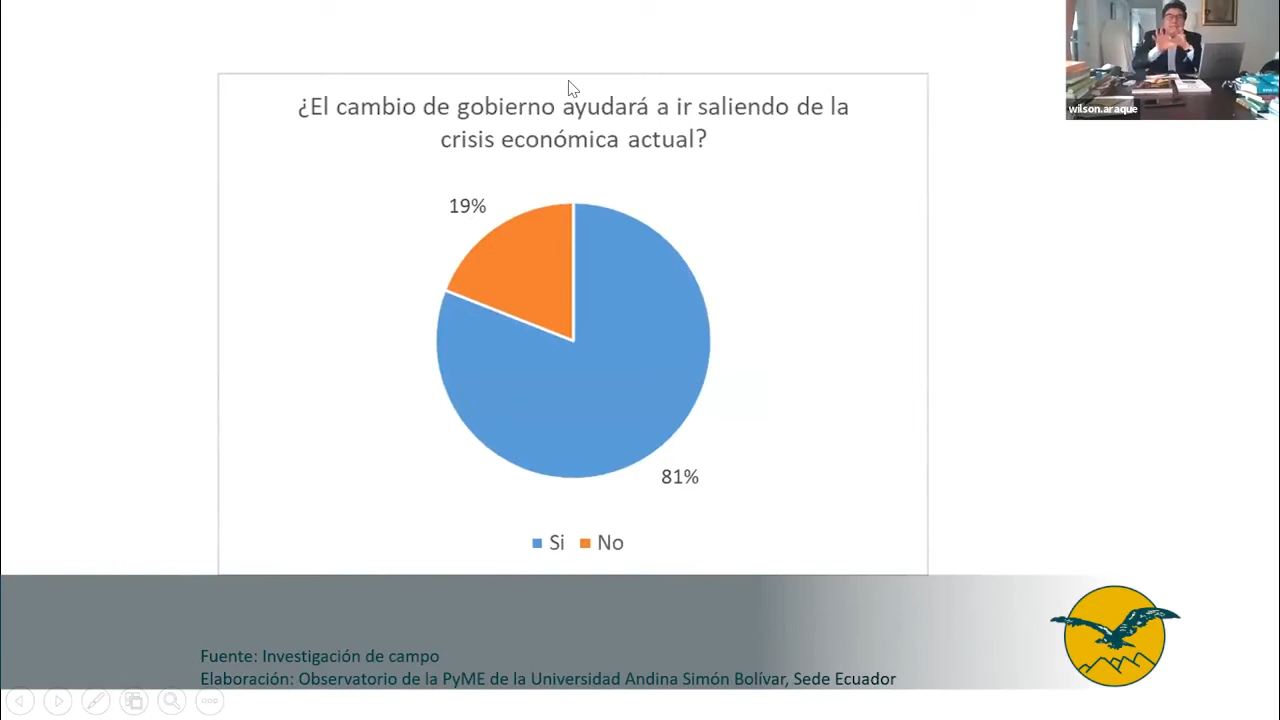 wilson.araque
¿El cambio de gobierno ayudará a ir saliendo de la
crisis económica actual?
19%
81%
Si No
Fuente: Investigación de campo
Elaboración: Observatorio de la PyME de la Universidad Andina Simón Bolívar, Sede Ecuador